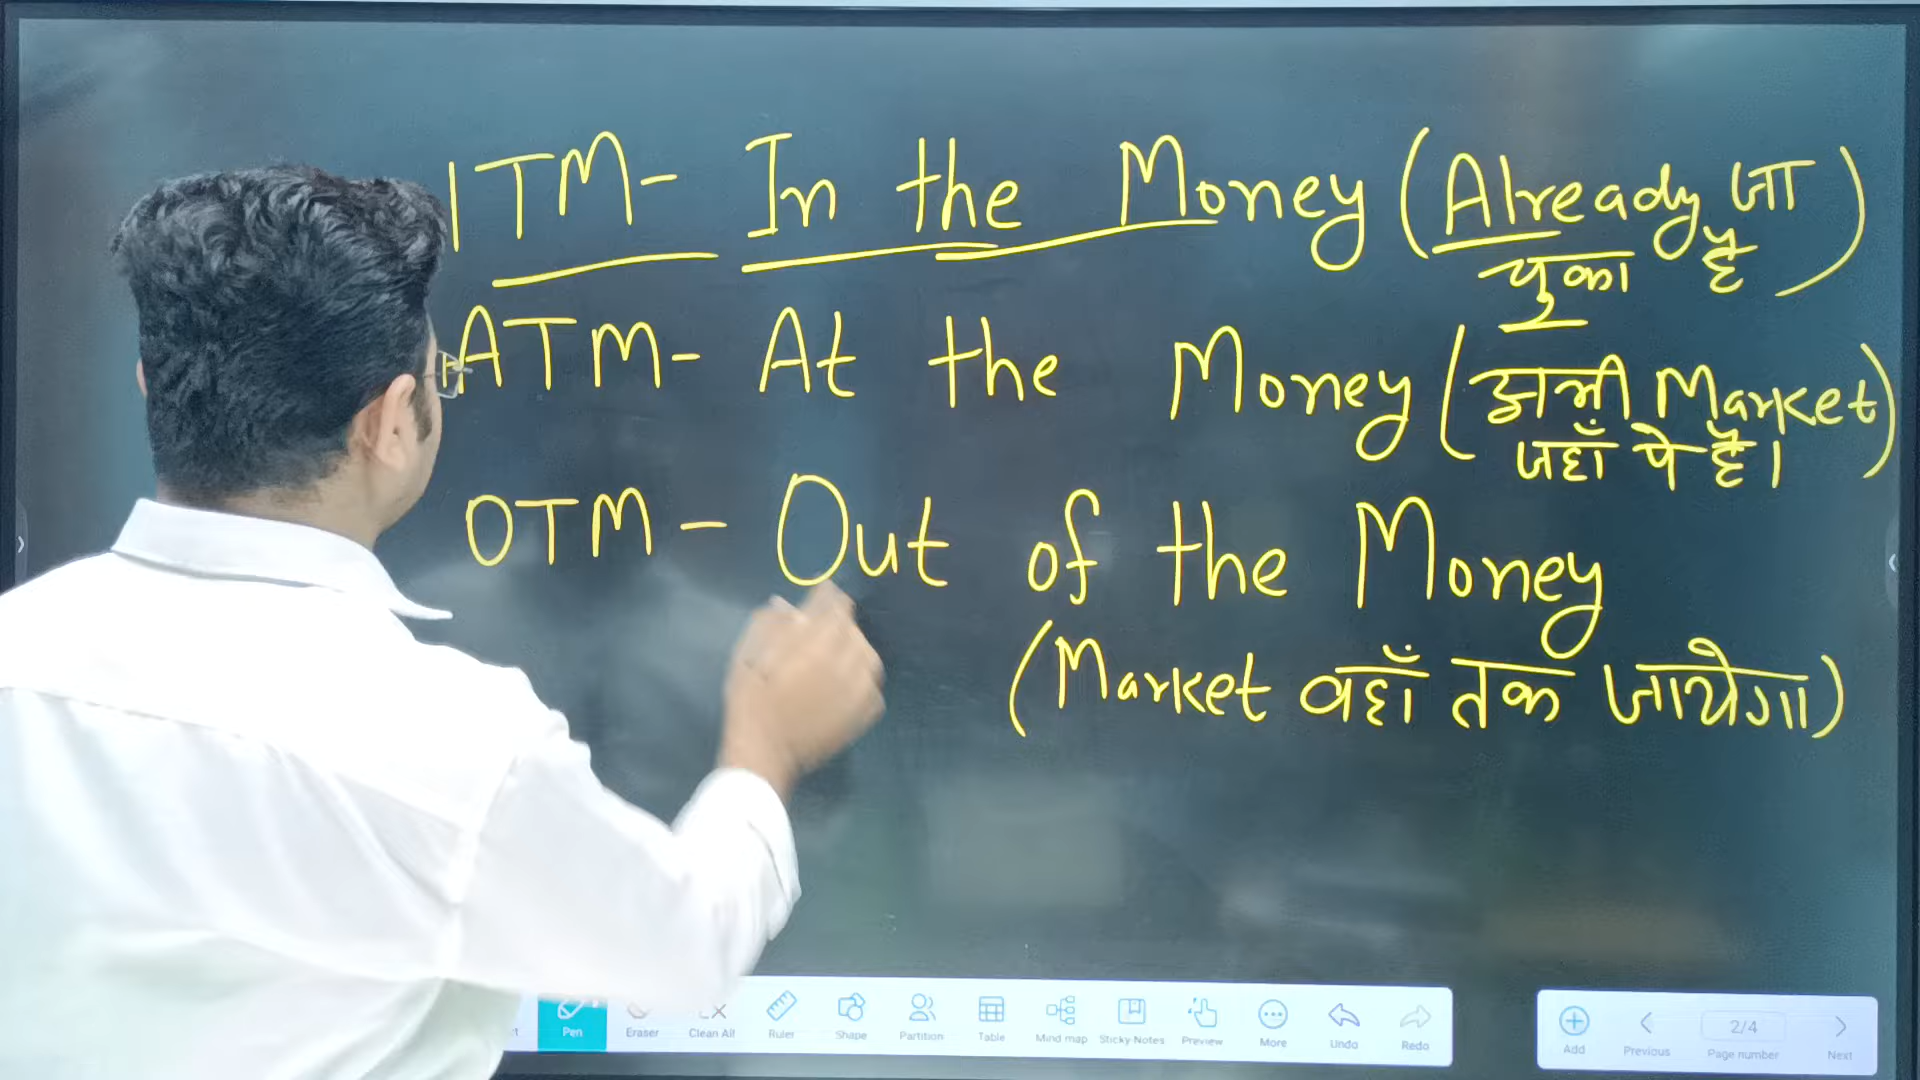 ITM- In the Money (Already जा
चुका है)
ATM- At the Money (अभी Market
जहाँ पे है।)
OTM - Out of the Money
(Market वहाँ तक जायेगा)
Pen Eraser Clean All Ruler Shape Partition Table Mind map Sticky Notes Preview More Undo Redo
Add Previous 2/4 Page number Next